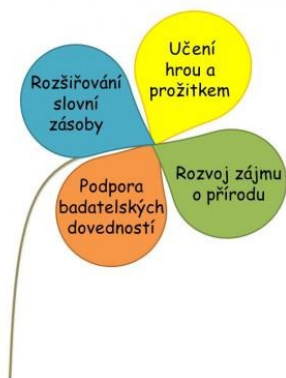 Rozšiřování
slovní
zásoby
Učení
hrou a
prožitkem
Podpora
badatelských
dovedností
Rozvoj zájmu
o přírodu